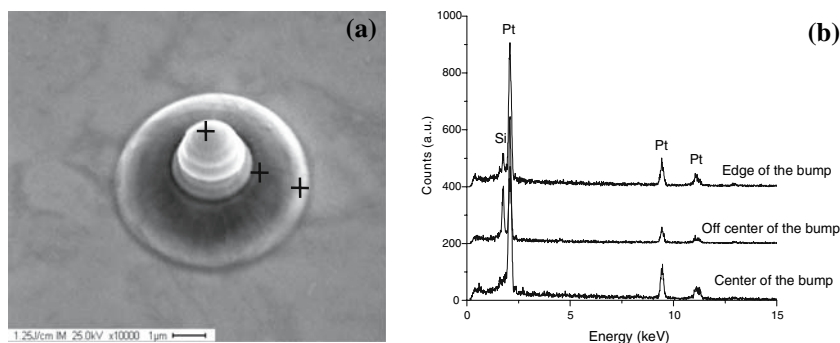 (a)
1.25J/cm IM 25.0kV x10000 1µm
(b)
Pt
Si
Pt
Pt
Edge of the bump
Off center of the bump
Center of the bump
1000
800
600
400
200
0
0
5
10
15
Counts (a.u.)
Energy (keV)